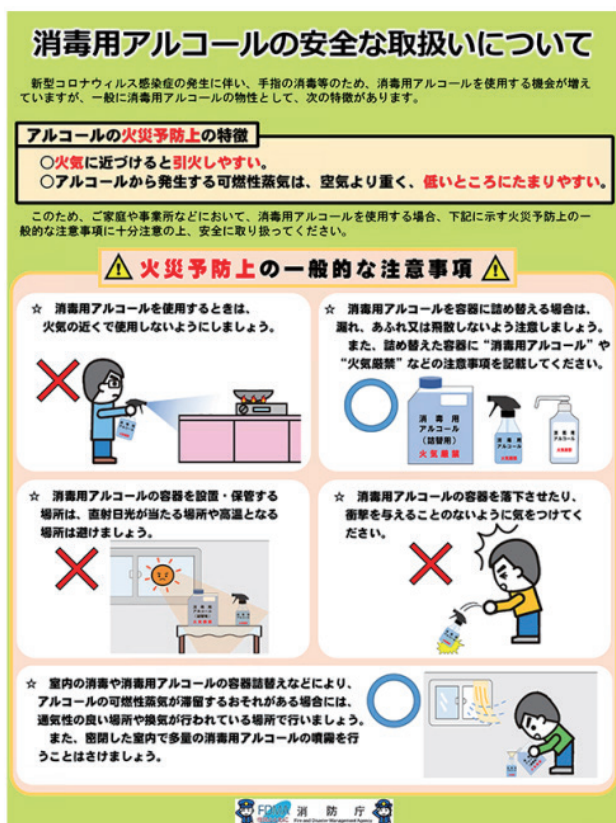 消毒用アルコールの安全な取扱いについて
新型コロナウィルス感染症の発生に伴い、手指の消毒等のため、消毒用アルコールを使用する機会が増え
ていますが、一般に消毒用アルコールの物性として、次の特徴があります。
アルコールの火災予防上の特徴
○火気に近づけると引火しやすい。
○アルコールから発生する可燃性蒸気は、空気より重く、低いところにたまりやすい。
このため、ご家庭や事業所などにおいて、消毒用アルコールを使用する場合、下記に示す火災予防上の一
般的な注意事項に十分注意の上、安全に取り扱ってください。
火災予防上の一般的な注意事項
☆ 消毒用アルコールを使用するときは、
火気の近くで使用しないようにしましょう。
☆ 消毒用アルコールを容器に詰め替える場合は、
漏れ、あふれ又は飛散しないよう注意しましょう。
また、詰め替えた容器に“消毒用アルコール”や
“火気厳禁”などの注意事項を記載してください。
消毒用
アルコール
(詰替用)
火気厳禁
消毒用
アルコール
火気厳禁
消毒用
アルコール
火気厳禁
☆ 消毒用アルコールの容器を設置・保管する
場所は、直射日光が当たる場所や高温となる
場所は避けましょう。
☆ 消毒用アルコールの容器を落下させたり、
衝撃を与えることのないように気をつけてく
ださい。
☆ 室内の消毒や消毒用アルコールの容器詰替えなどにより、
アルコールの可燃性蒸気が滞留するおそれがある場合には、
通気性の良い場所や換気が行われている場所で行いましょう。
また、密閉した室内で多量の消毒用アルコールの噴霧を行
うことはさけましょう。
FDMA 消防庁
Fire and Disaster Management Agency